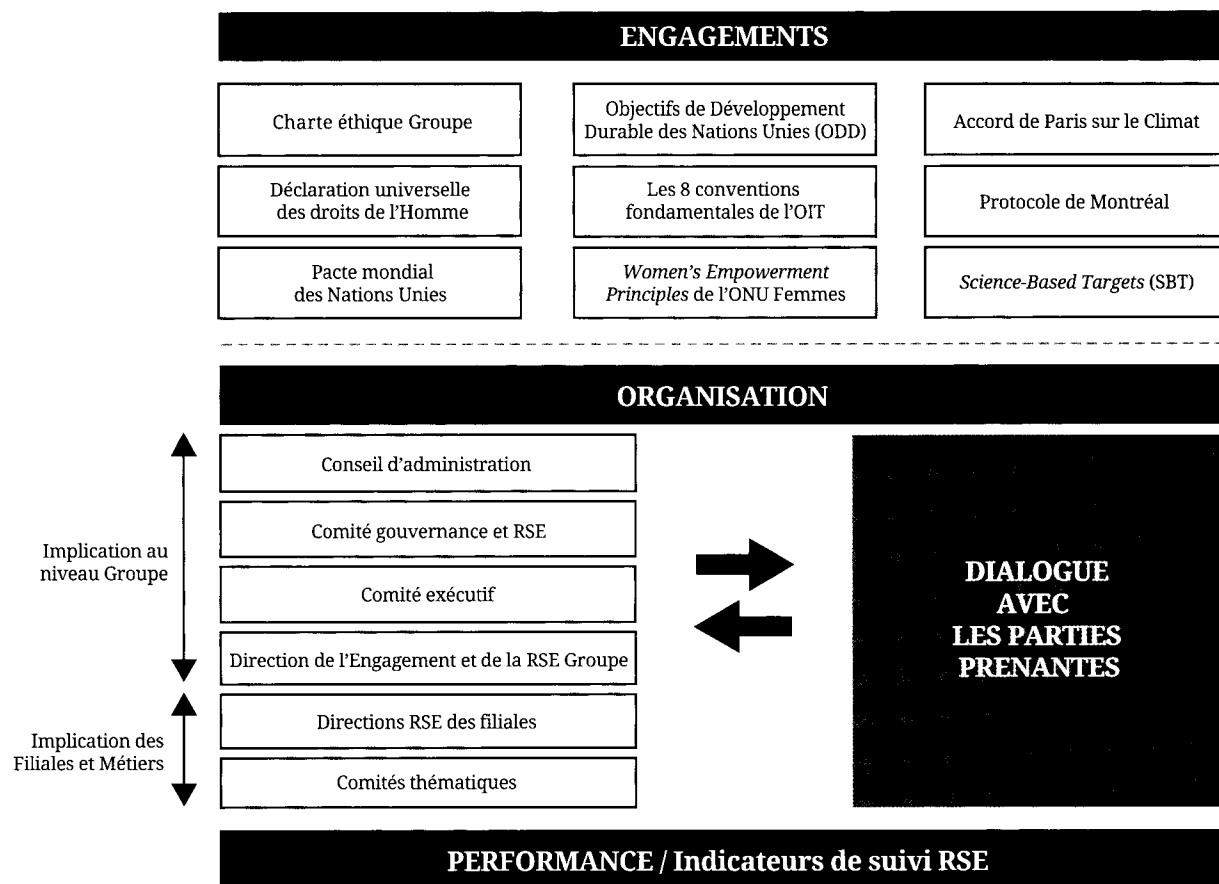 ENGAGEMENTS
Charte éthique Groupe
Objectifs de Développement
Durable des Nations Unies (ODD)
Accord de Paris sur le Climat
Déclaration universelle
des droits de l'Homme
Les 8 conventions
fondamentales de l'OIT
Protocole de Montréal
Pacte mondial
des Nations Unies
Women's Empowerment
Principles de l'ONU Femmes
Science-Based Targets (SBT)
ORGANISATION
Implication au
niveau Groupe
Conseil d'administration
Comité gouvernance et RSE
Comité exécutif
Direction de l'Engagement et de la RSE Groupe
Implication des
Filiales et Métiers
Directions RSE des filiales
Comités thématiques
DIALOGUE
AVEC
LES PARTIES
PRENANTES
PERFORMANCE / Indicateurs de suivi RSE